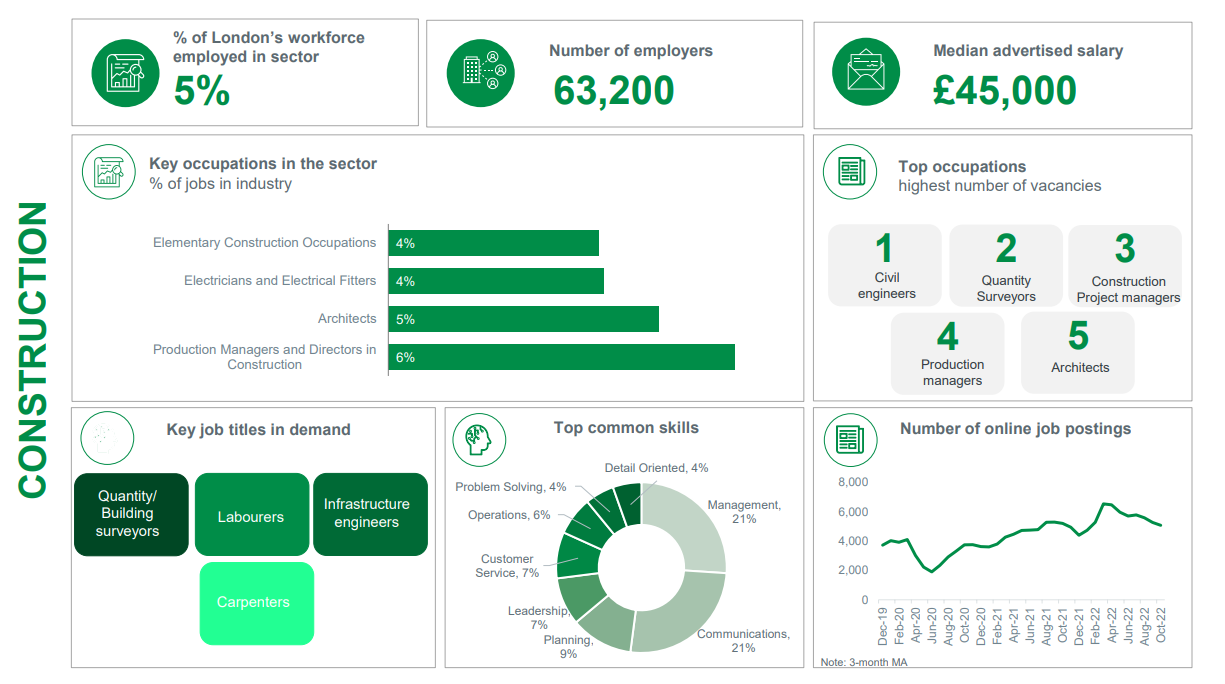 CONSTRUCTION
% of London's workforce
employed in sector
5%
Number of employers
63,200
Median advertised salary
£45,000
Key occupations in the sector
% of jobs in industry
Elementary Construction Occupations
4%
Electricians and Electrical Fitters
4%
Architects
5%
Production Managers and Directors in
Construction
6%
Top occupations
highest number of vacancies
1
Civil
engineers
2
Quantity
Surveyors
3
Construction
Project managers
4
Production
managers
5
Architects
Key job titles in demand
Quantity/
Building
surveyors
Labourers
Infrastructure
engineers
Carpenters
Top common skills
Detail Oriented, 4%
Problem Solving, 4%
Operations, 6%
Customer
Service, 7%
Leadership,
7%
Planning,
9%
Management,
21%
Communications,
21%
Number of online job postings
8,000
6,000
4,000
2,000
0
Dec-19
Feb-20
Apr-20
Jun-20
Aug-20
Oct-20
Dec-20
Feb-21
Apr-21
Jun-21
Aug-21
Oct-21
Dec-21
Feb-22
Apr-22
Jun-22
Aug-22
Oct-22
Note: 3-month MA